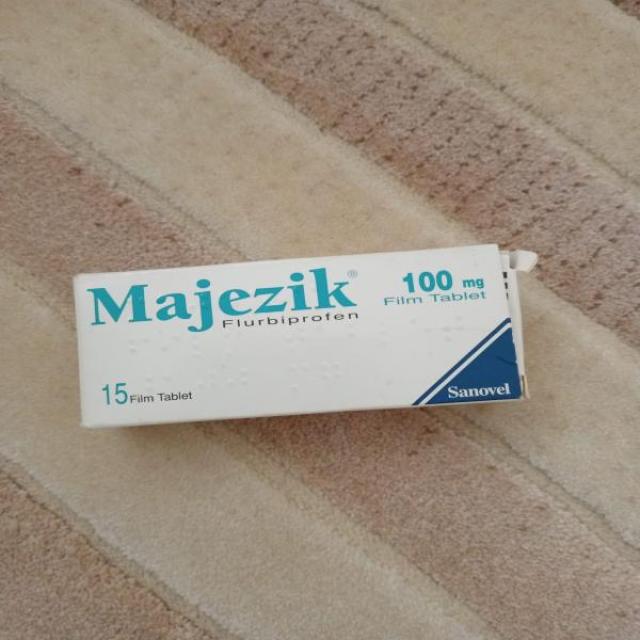 Majezik®
Flurbiprofen
100 mg
Film Tablet
15 Film Tablet
Sanovel